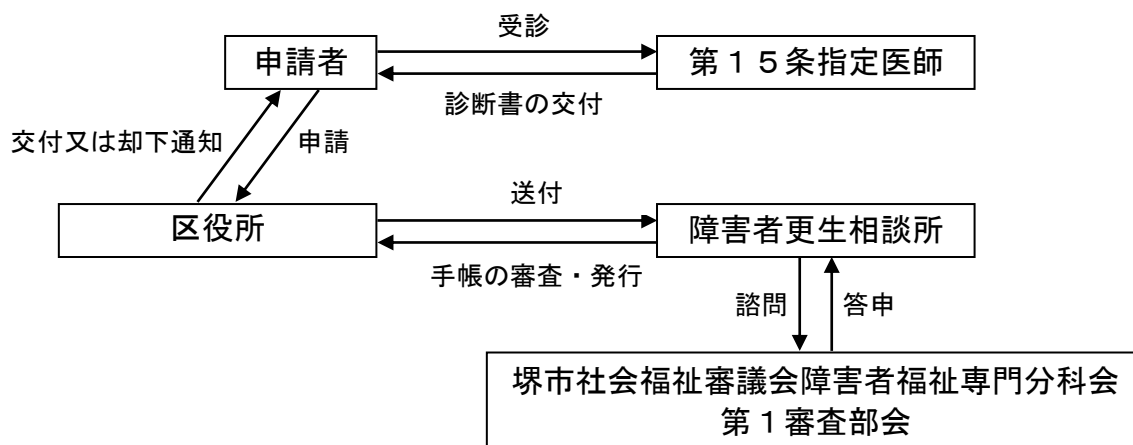 受診
申請者
第１５条指定医師
診断書の交付
交付又は却下通知
申請
送付
区役所
障害者更生相談所
手帳の審査・発行
諮問
答申
堺市社会福祉審議会障害者福祉専門分科会
第１審査部会